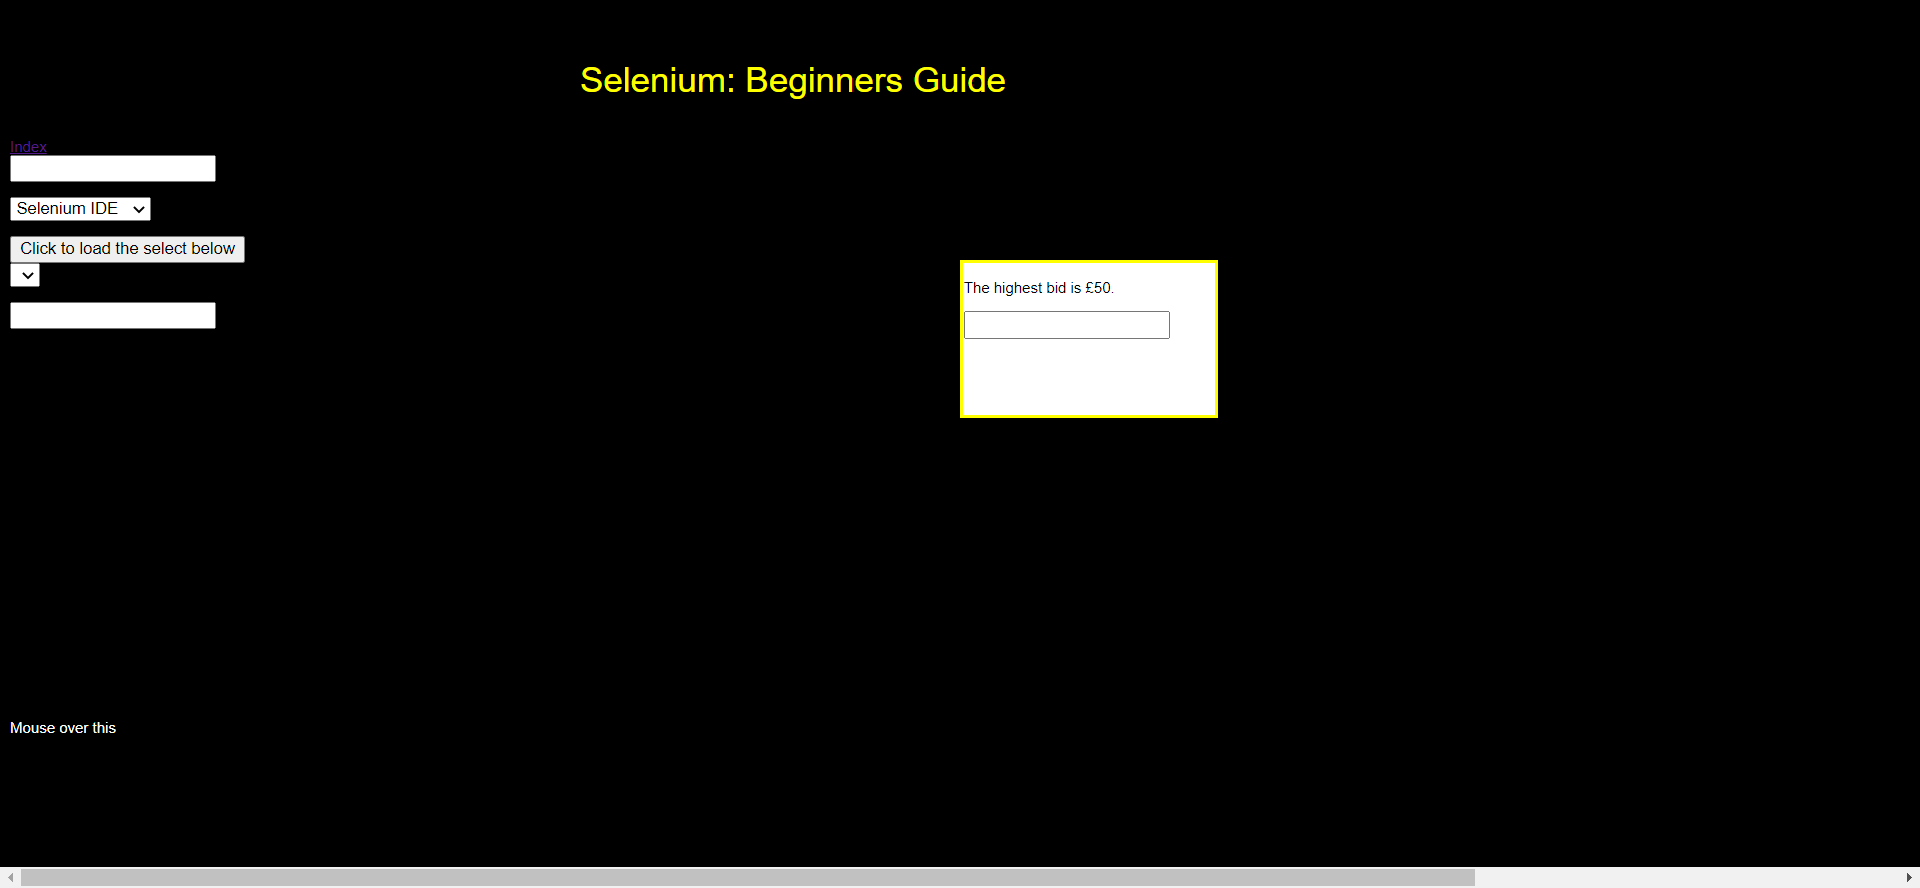 Selenium: Beginners Guide
Index
Selenium IDE
Click to load the select below
The highest bid is £50.
Mouse over this